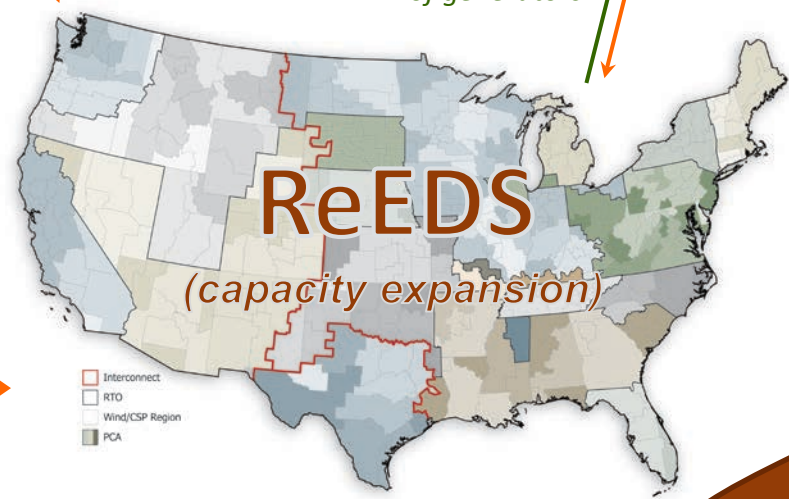 ReEDS
(capacity expansion)
Interconnect
RTO
Wind/CSP Region
PCA